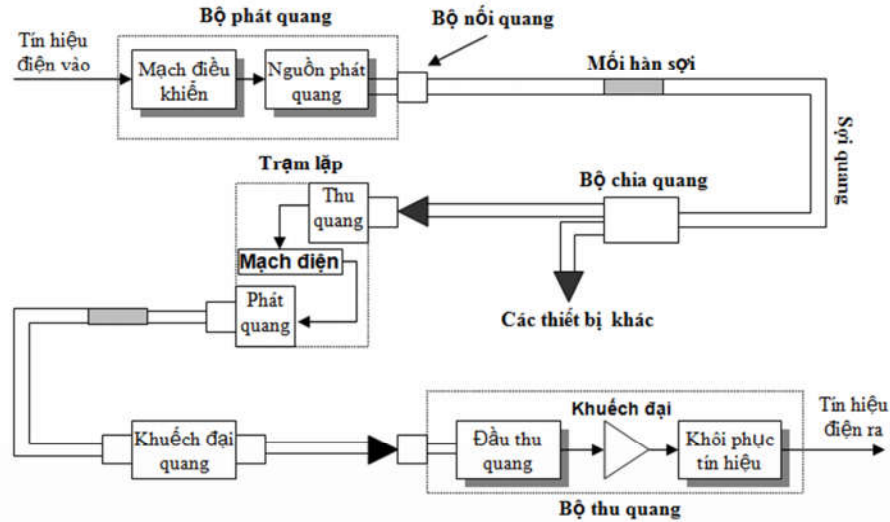 Bộ phát quang
Bộ nối quang
Tín hiệu
điện vào
Mạch điều
khiển
Nguồn phát
quang
Mối hàn sợi
Sợi quang
Trạm lặp
Bộ chia quang
Thu
quang
Mạch điện
Phát
quang
Các thiết bị khác
Khuếch đại
Tín hiệu
điện ra
Khuếch đại
quang
Đầu thu
quang
Khôi phục
tín hiệu
Bộ thu quang